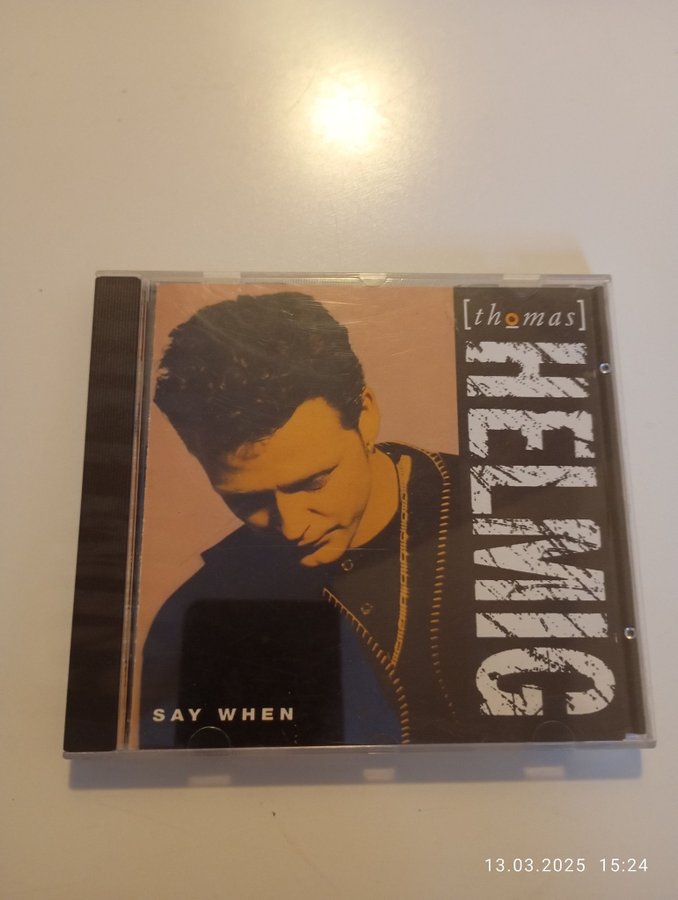 [thomas]
HELMIG
SAY WHEN
13.03.2025 15:24